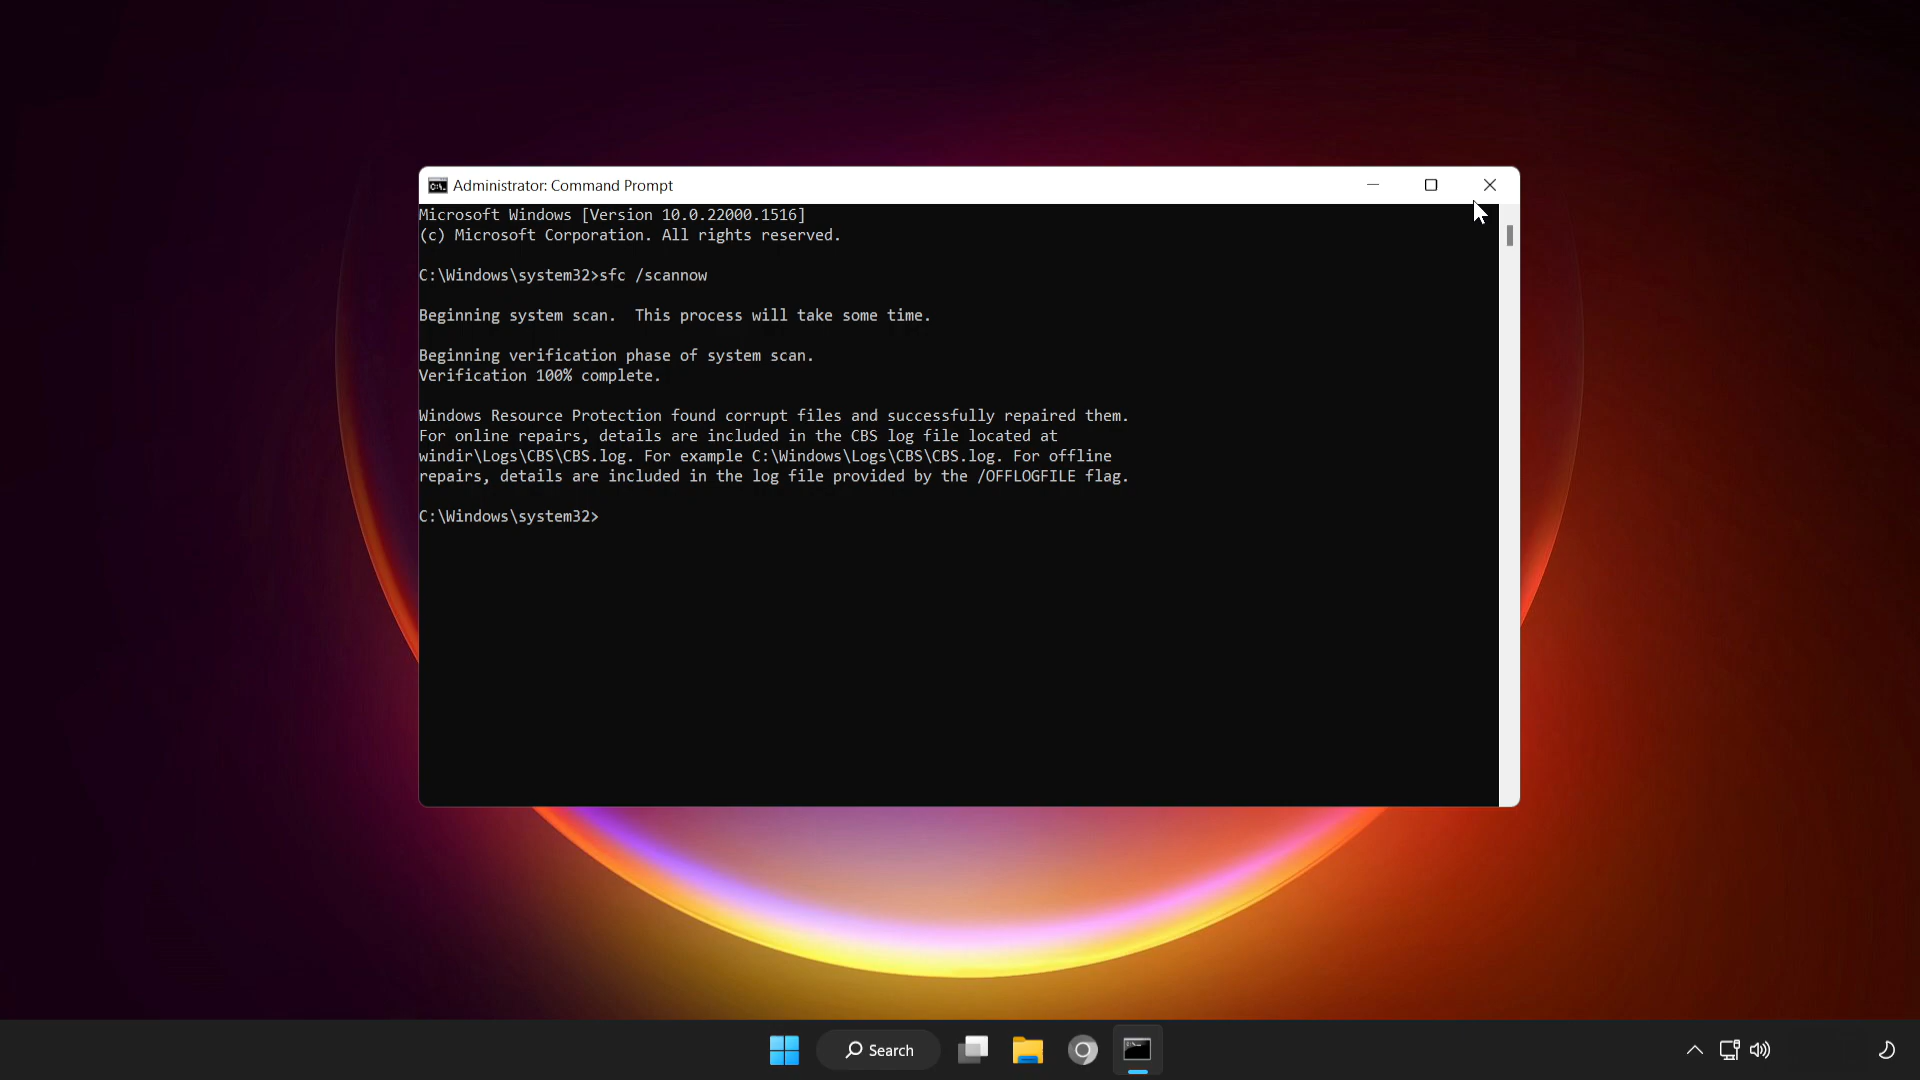 Administrator: Command Prompt
Microsoft Windows [Version 10.0.22000.1516]
(c) Microsoft Corporation. All rights reserved.
C:\Windows\system32>sfc /scannow
Beginning system scan.  This process will take some time.
Beginning verification phase of system scan.
Verification 100% complete.
Windows Resource Protection found corrupt files and successfully repaired them.
For online repairs, details are included in the CBS log file located at
windir\Logs\CBS\CBS.log. For example C:\Windows\Logs\CBS\CBS.log. For offline
repairs, details are included in the log file provided by the /OFFLOGFILE flag.
C:\Windows\system32>
Search